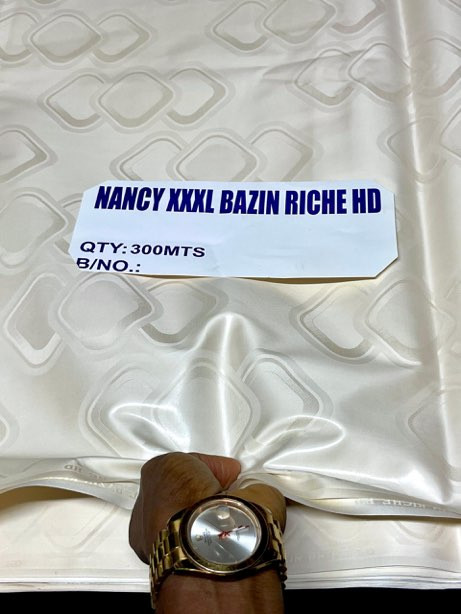 NANCY XXXL BAZIN RICHE HD
QTY: 300MTS
B/NO.: